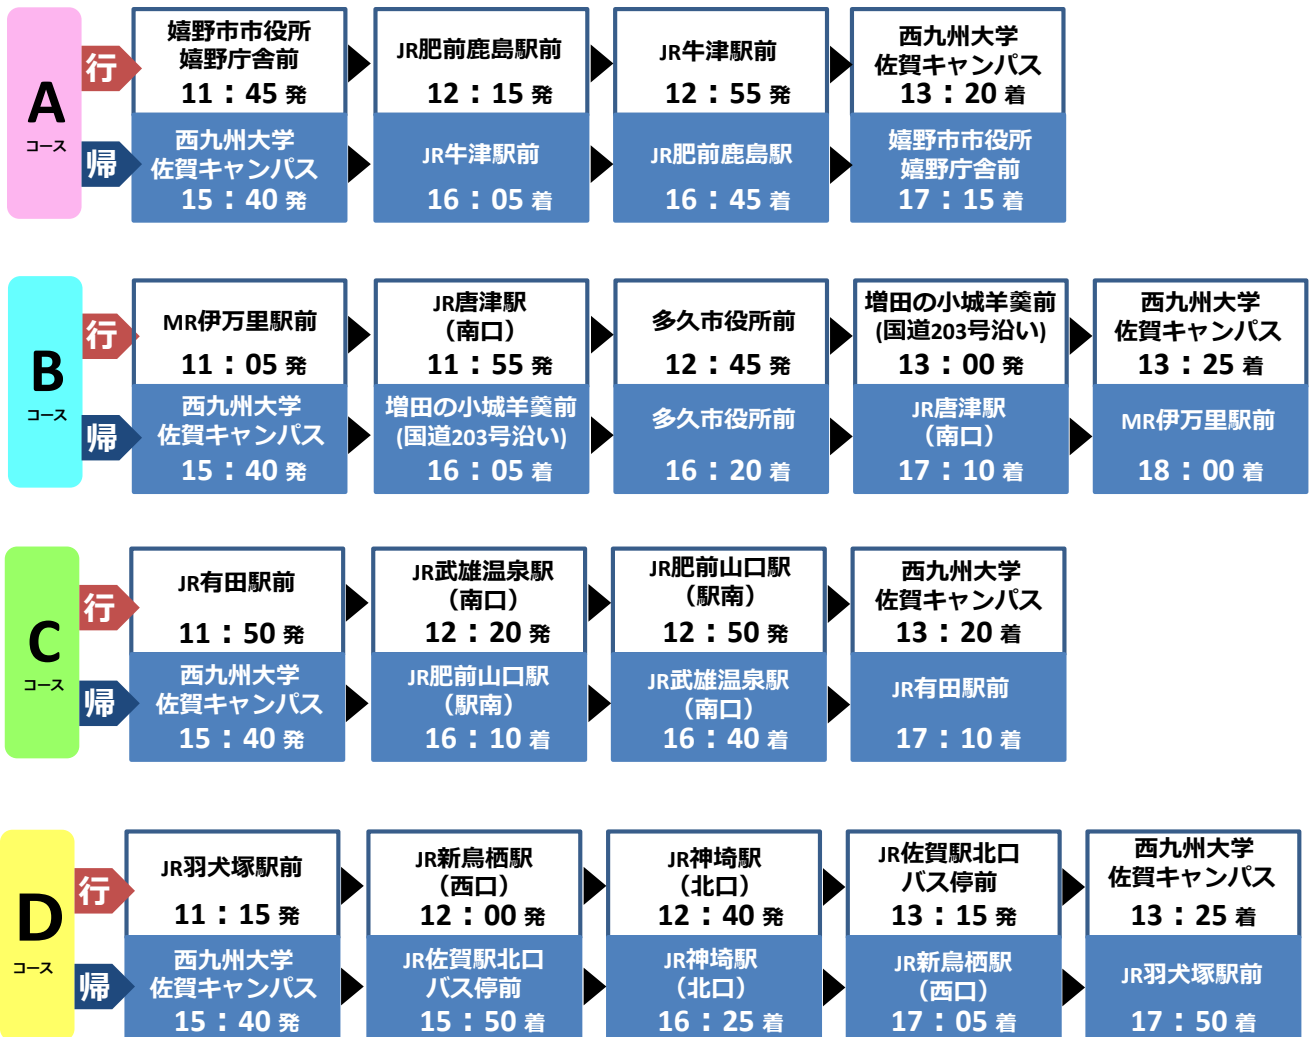 A
コース
行
嬉野市市役所
嬉野庁舎前
11：45 発
JR肥前鹿島駅前
12：15 発
JR牛津駅前
12：55 発
西九州大学
佐賀キャンパス
13：20 着
帰
西九州大学
佐賀キャンパス
15：40 発
JR牛津駅前
16：05 着
JR肥前鹿島駅
16：45 着
嬉野市市役所
嬉野庁舎前
17：15 着
B
コース
行
MR伊万里駅前
11：05 発
JR唐津駅
（南口）
11：55 発
多久市役所前
12：45 発
増田の小城羊羹前
(国道203号沿い)
13：00 発
西九州大学
佐賀キャンパス
13：25 着
帰
西九州大学
佐賀キャンパス
15：40 発
増田の小城羊羹前
(国道203号沿い)
16：05 着
多久市役所前
16：20 着
JR唐津駅
（南口）
17：10 着
MR伊万里駅前
18：00 着
C
コース
行
JR有田駅前
11：50 発
JR武雄温泉駅
（南口）
12：20 発
JR肥前山口駅
（駅南）
12：50 発
西九州大学
佐賀キャンパス
13：20 着
帰
西九州大学
佐賀キャンパス
15：40 発
JR肥前山口駅
（駅南）
16：10 着
JR武雄温泉駅
（南口）
16：40 着
JR有田駅前
17：10 着
D
コース
行
JR羽犬塚駅前
11：15 発
JR新鳥栖駅
（西口）
12：00 発
JR神埼駅
（北口）
12：40 発
JR佐賀駅北口
バス停前
13：15 発
西九州大学
佐賀キャンパス
13：25 着
帰
西九州大学
佐賀キャンパス
15：40 発
JR佐賀駅北口
バス停前
15：50 着
JR神埼駅
（北口）
16：25 着
JR新鳥栖駅
（西口）
17：05 着
JR羽犬塚駅前
17：50 着